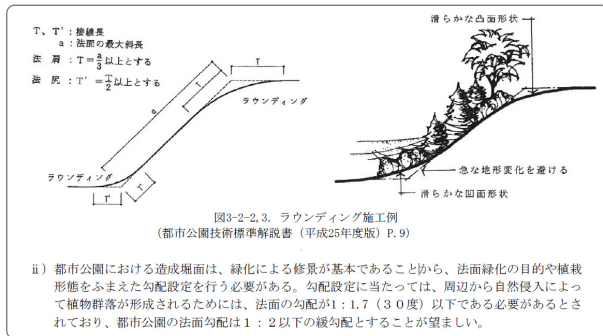 T、T'：接線長
a：法面の最大斜長
法　肩：T＝a/3以上とする
法　尻：T'＝T/2以上とする
T
T
ラウンディング
a
ラウンディング
T'
T'
滑らかな凸面形状
急な地形変化を避ける
滑らかな凹面形状
図3-2-2,3. ラウンディング施工例
（都市公園技術標準解説書（平成25年度版）P.9）
ⅱ）都市公園における造成堀面は、緑化による修景が基本であることから、法面緑化の目的や植栽
形態をふまえた勾配設定を行う必要がある。勾配設定に当たっては、周辺から自然侵入によっ
て植物群落が形成されるためには、法面の勾配が1：1.7（３０度）以下である必要があるとさ
れており、都市公園の法面勾配は１：２以下の緩勾配とすることが望ましい。